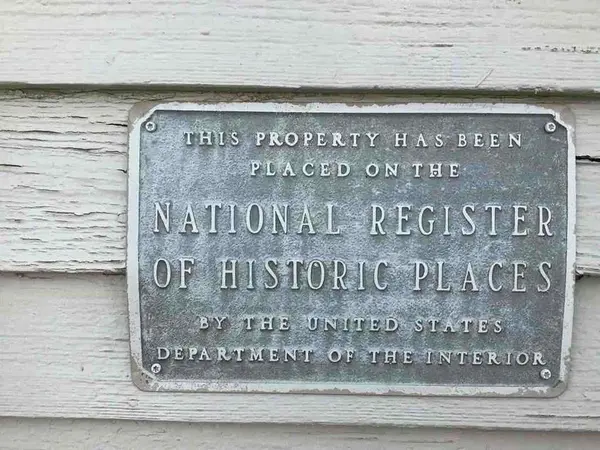 THIS PROPERTY HAS BEEN
PLACED ON THE
NATIONAL REGISTER
OF HISTORIC PLACES
BY THE UNITED STATES
DEPARTMENT OF THE INTERIOR